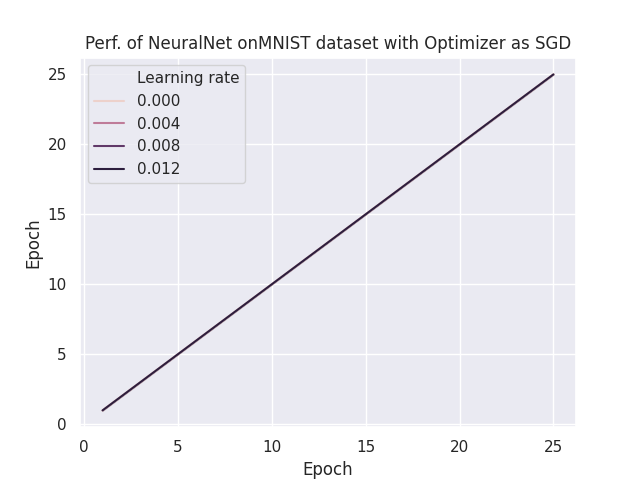 Perf. of NeuralNet onMNIST dataset with Optimizer as SGD
25
20
15
10
5
0
Epoch
Learning rate
0.000
0.004
0.008
0.012
0 5 10 15 20 25
Epoch